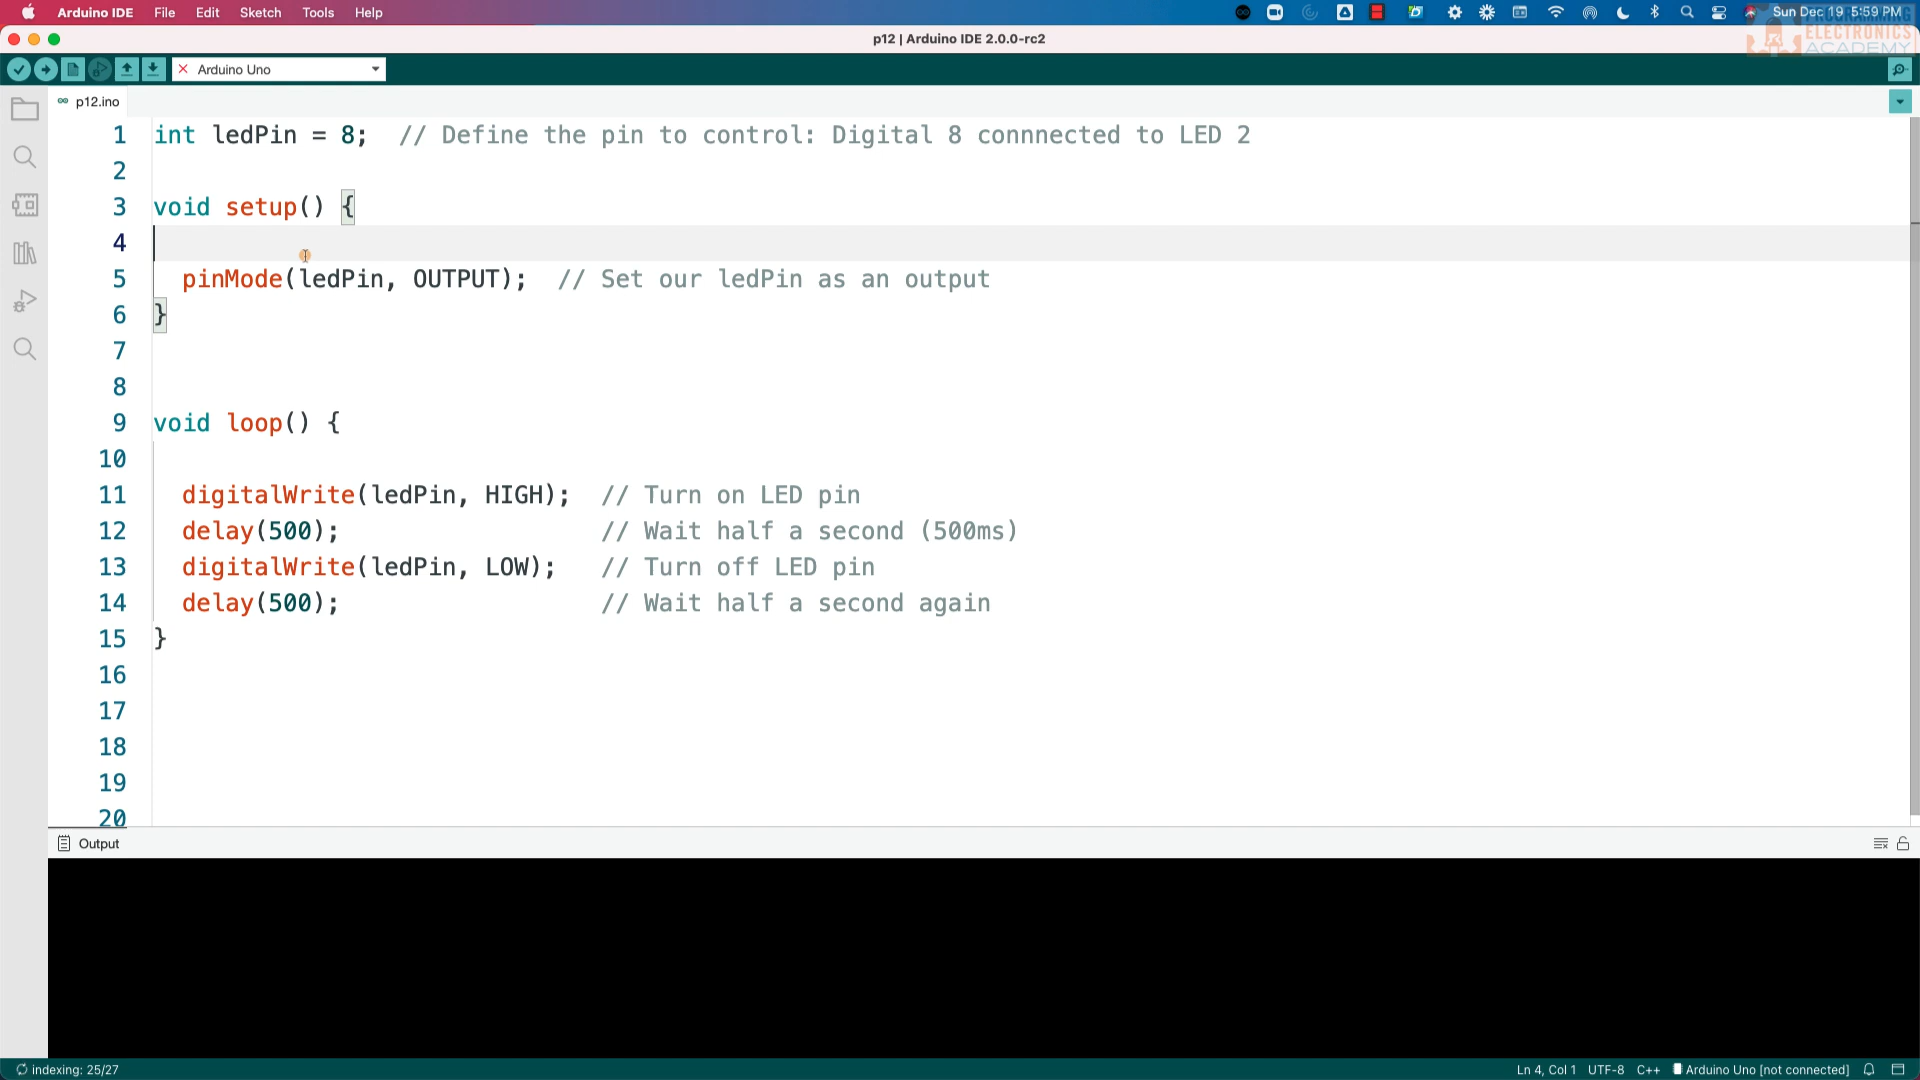 Arduino IDE File Edit Sketch Tools Help Sun Dec 19 5:59 PM
PROGRAMMING
ELECTRONICS
ACADEMY
p12 | Arduino IDE 2.0.0-rc2
Arduino Uno
p12.ino
1 int ledPin = 8; // Define the pin to control: Digital 8 connnected to LED 2
2
3 void setup() {
4
5 pinMode(ledPin, OUTPUT); // Set our ledPin as an output
6 }
7
8
9 void loop() {
10
11 digitalWrite(ledPin, HIGH); // Turn on LED pin
12 delay(500); // Wait half a second (500ms)
13 digitalWrite(ledPin, LOW); // Turn off LED pin
14 delay(500); // Wait half a second again
15 }
16
17
18
19
20
Output
indexing: 25/27 Ln 4, Col 1 UTF-8 C++ Arduino Uno [not connected]